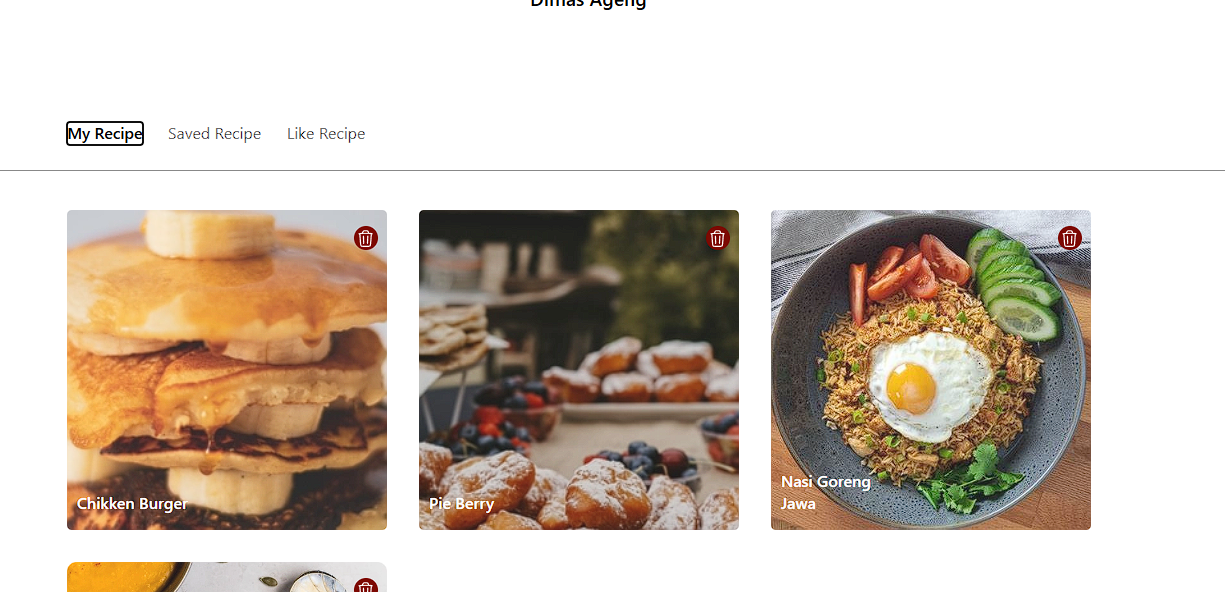 Dimas Ageng
My Recipe
Saved Recipe
Like Recipe
Chikken Burger
Pie Berry
Nasi Goreng
Jawa